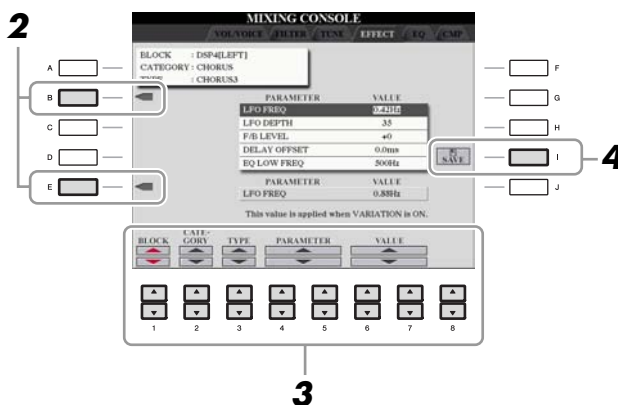 MIXING CONSOLE
VOL/VOICE FILTER TUNE EFFECT EQ CMP
2
BLOCK : DSP4[LEFT]
CATEGORY : CHORUS
: CHORUS3
A
B
C
D
E
F
G
H
I
J
PARAMETER VALUE
LFO FREQ 0.42Hz
LFO DEPTH 35
F/B LEVEL +0
DELAY OFFSET 0.0ms
EQ LOW FREQ 500Hz
SAVE
4
PARAMETER VALUE
LFO FREQ 0.88Hz
This value is applied when VARIATION is ON.
BLOCK CATE-GORY TYPE PARAMETER VALUE
1 2 3 4 5 6 7 8
3